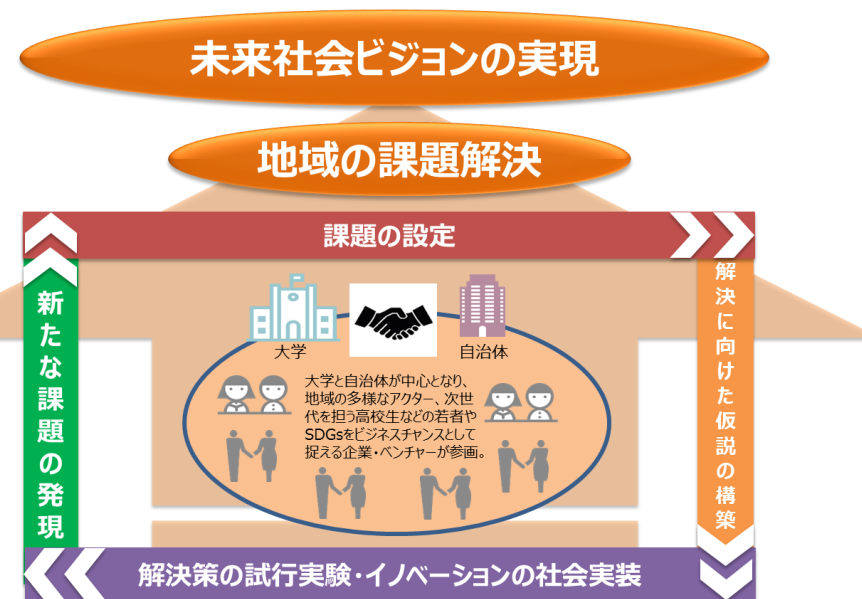 未来社会ビジョンの実現
地域の課題解決
課題の設定
新たな課題の発現
解決に向けた仮説の構築
大学
自治体
大学と自治体が中心となり、
地域の多様なアクター、次世
代を担う高校生などの若者や
SDGsをビジネスチャンスとして
捉える企業・ベンチャーが参画。
解決策の試行実験・イノベーションの社会実装